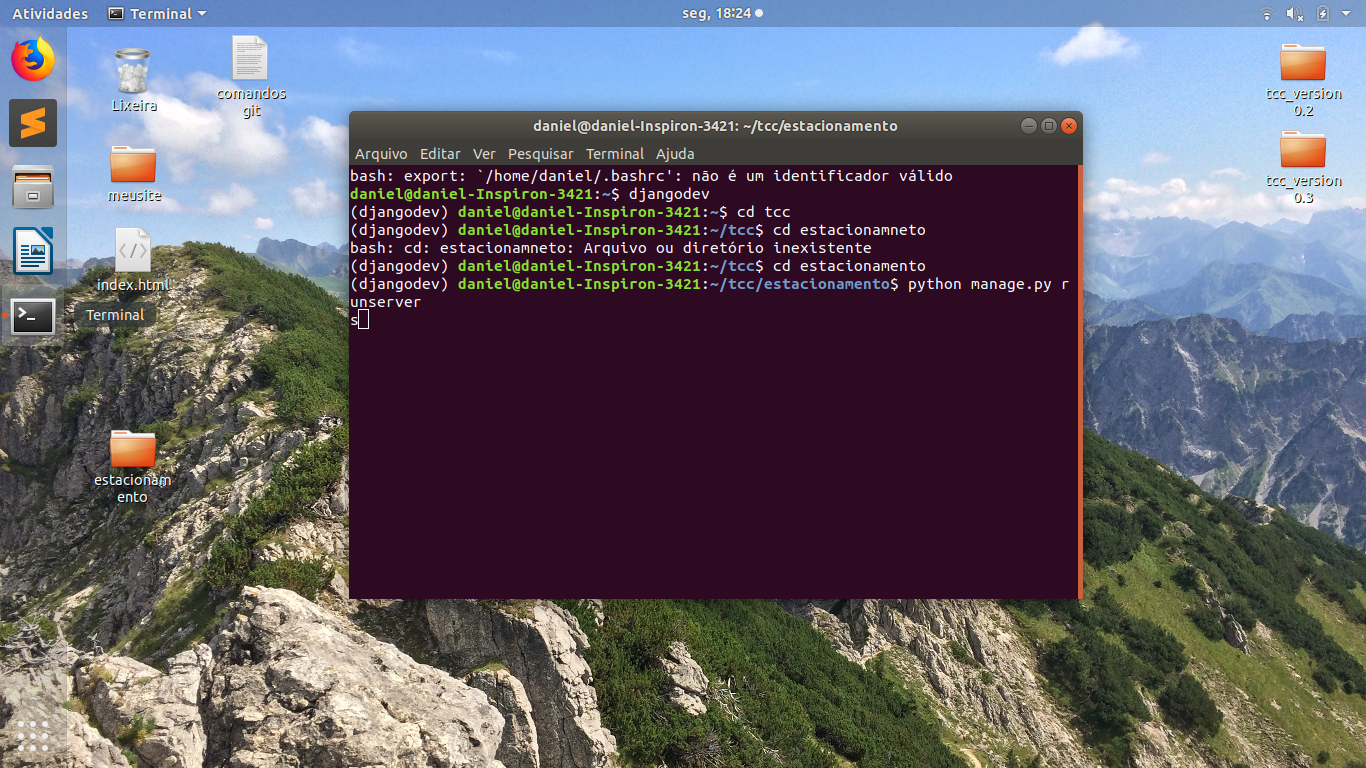 Atividades
Terminal
seg, 18:24
Lixeira
comandos
git
meusite
index.html
Terminal
estacionam
ento
tcc_version
0.2
tcc_version
0.3
daniel@daniel-Inspiron-3421: ~/tcc/estacionamento
Arquivo Editar Ver Pesquisar Terminal Ajuda
bash: export: `/home/daniel/.bashrc': não é um identificador válido
daniel@daniel-Inspiron-3421:~$ djangodev
(djangodev) daniel@daniel-Inspiron-3421:~$ cd tcc
(djangodev) daniel@daniel-Inspiron-3421:~/tcc$ cd estacionamneto
bash: cd: estacionamneto: Arquivo ou diretório inexistente
(djangodev) daniel@daniel-Inspiron-3421:~/tcc$ cd estacionamento
(djangodev) daniel@daniel-Inspiron-3421:~/tcc/estacionamento$ python manage.py r
unserver
s